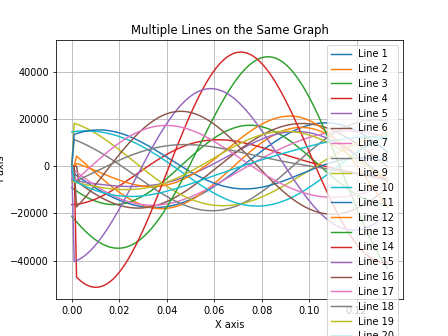 Multiple Lines on the Same Graph
40000
20000
0
−20000
−40000
0.00
0.02
0.04
0.06
0.08
0.10
X axis
Line 1
Line 2
Line 3
Line 4
Line 5
Line 6
Line 7
Line 8
Line 9
Line 10
Line 11
Line 12
Line 13
Line 14
Line 15
Line 16
Line 17
Line 18
Line 19
Line 20